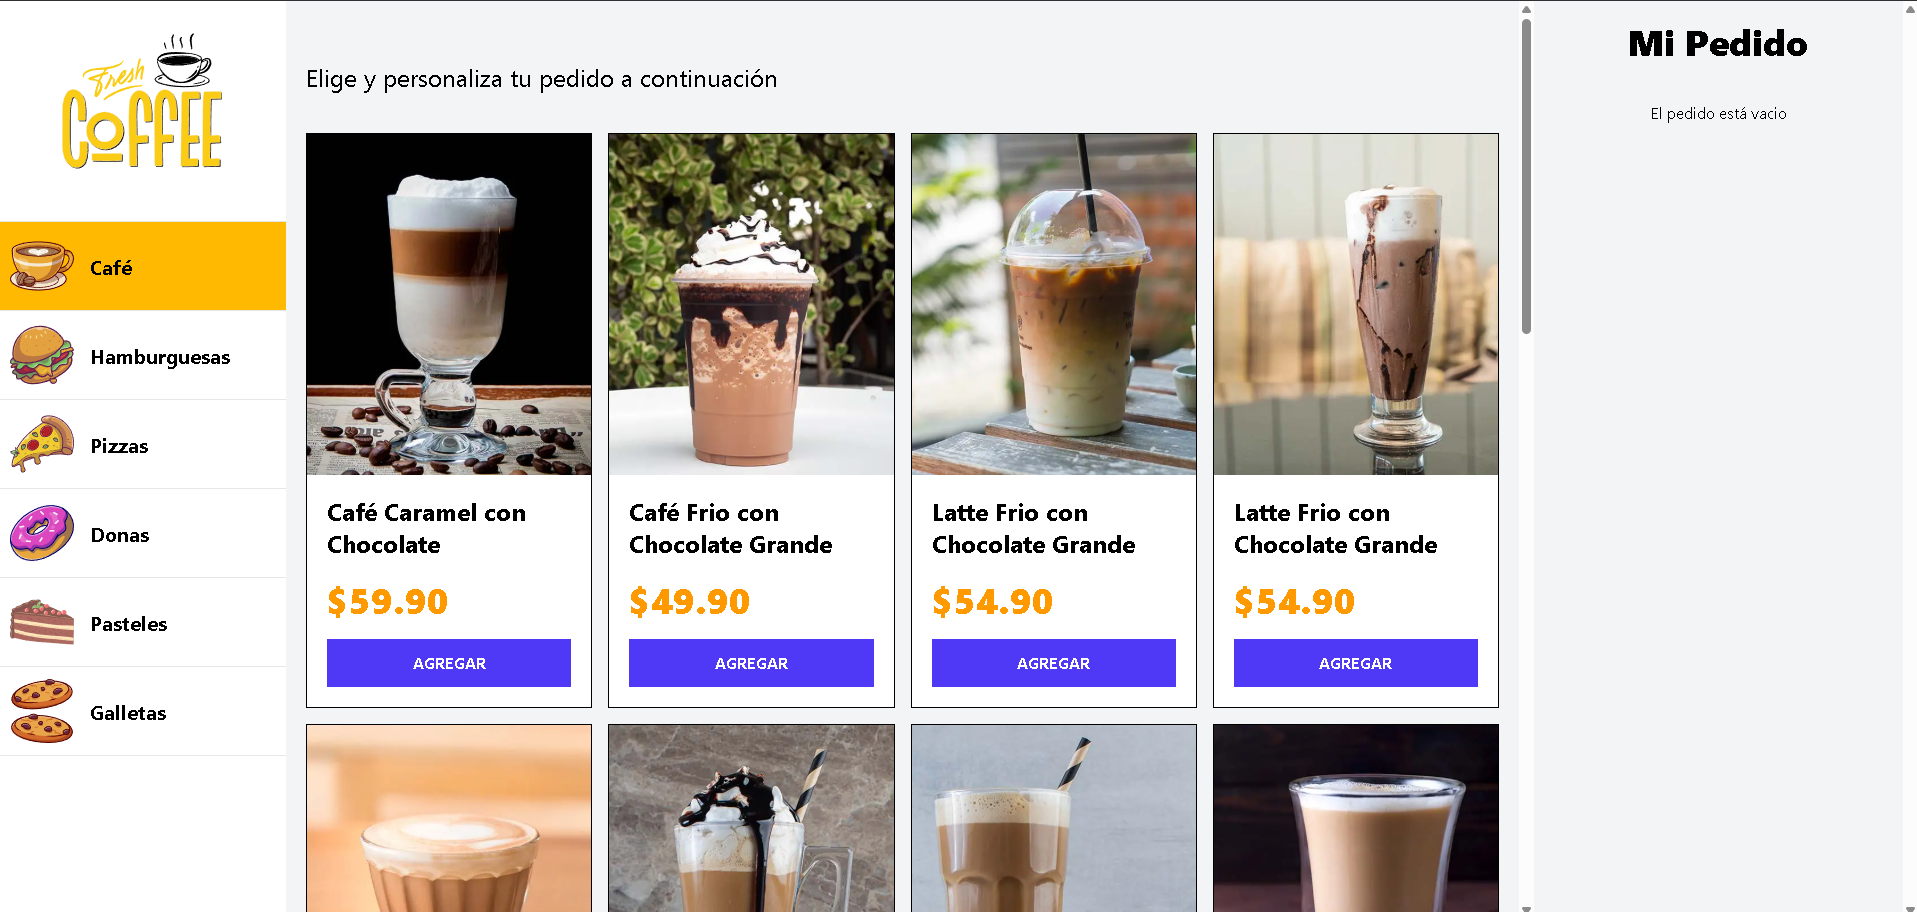 Fresh
COFFEE
Café
Hamburguesas
Pizzas
Donas
Pasteles
Galletas
Elige y personaliza tu pedido a continuación
Café Caramel con
Chocolate
$59.90
AGREGAR
Café Frio con
Chocolate Grande
$49.90
AGREGAR
Latte Frio con
Chocolate Grande
$54.90
AGREGAR
Latte Frio con
Chocolate Grande
$54.90
AGREGAR
Mi Pedido
El pedido está vacio